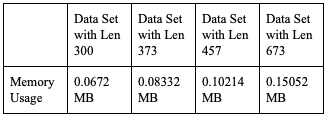 Data Set with Len 300
Data Set with Len 373
Data Set with Len 457
Data Set with Len 673
Memory Usage
0.0672 MB
0.08332 MB
0.10214 MB
0.15052 MB